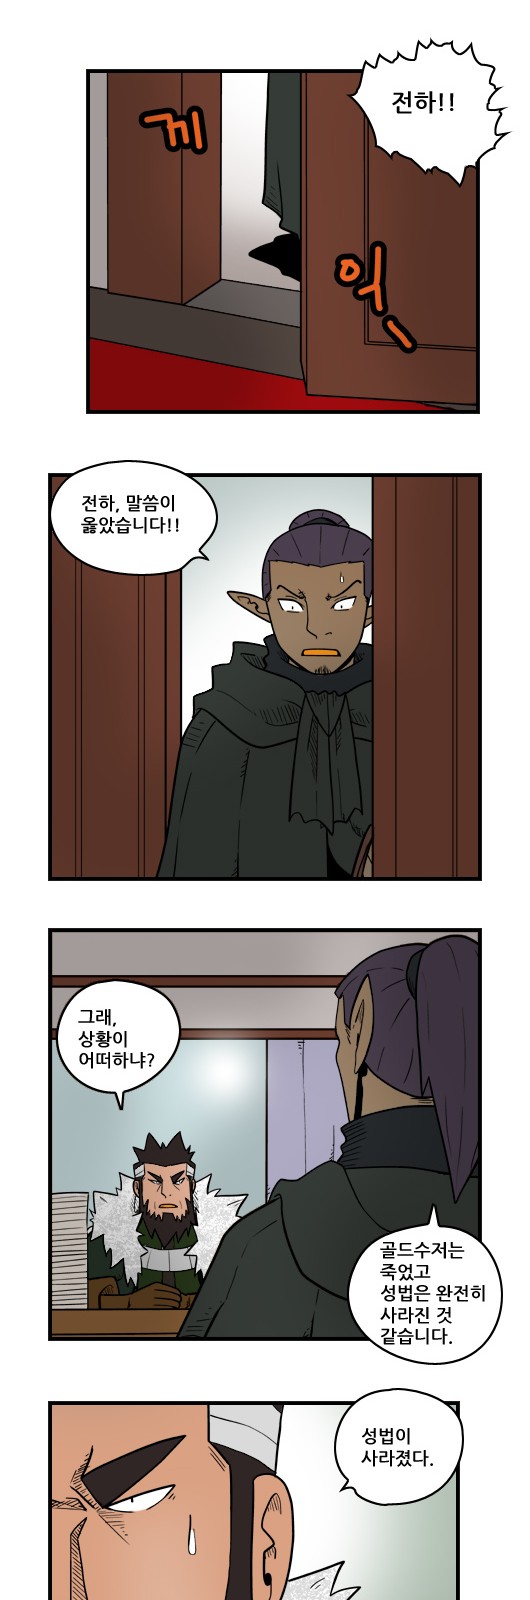 전하!!
끼
익
전하, 말씀이
옳았습니다!!
그래,
상황이
어떠하냐?
골드수저는
죽었고
성법은 완전히
사라진 것
같습니다.
성법이
사라졌다.